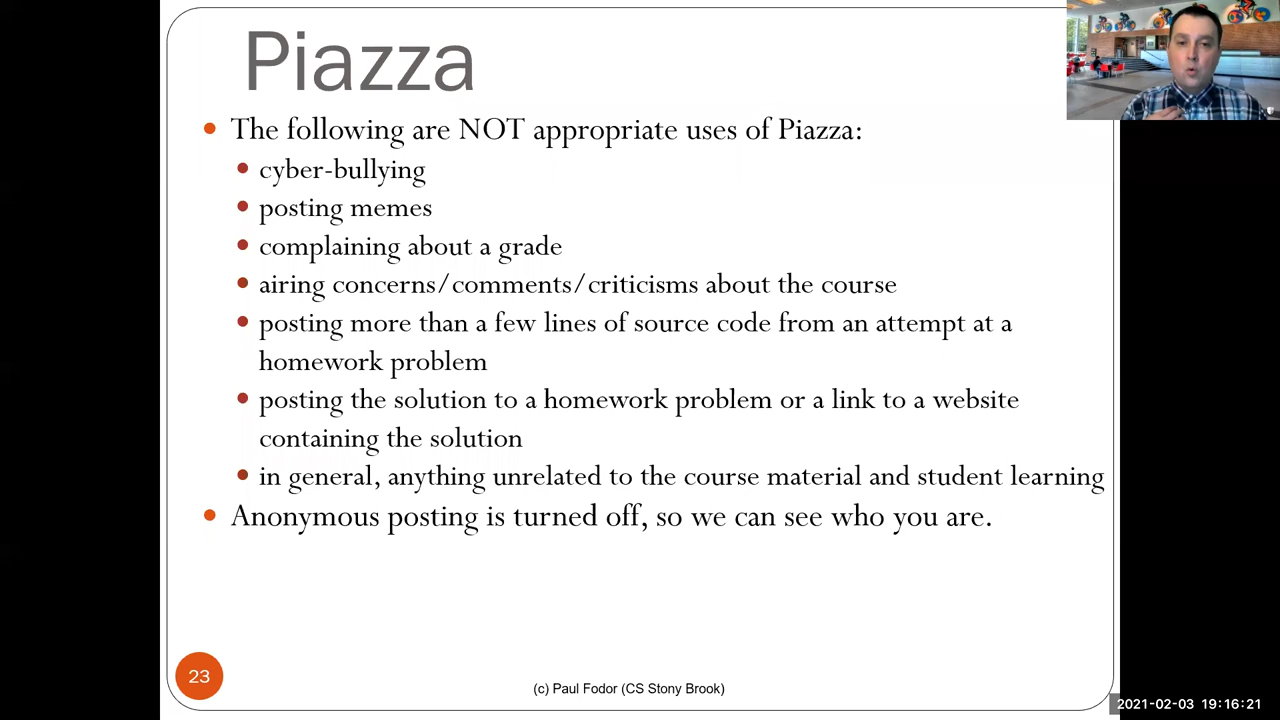 Piazza
The following are NOT appropriate uses of Piazza:
cyber-bullying
posting memes
complaining about a grade
airing concerns/comments/criticisms about the course
posting more than a few lines of source code from an attempt at a
homework problem
posting the solution to a homework problem or a link to a website
containing the solution
in general, anything unrelated to the course material and student learning
Anonymous posting is turned off, so we can see who you are.
23
(c) Paul Fodor (CS Stony Brook)
2021-02-03 19:16:21